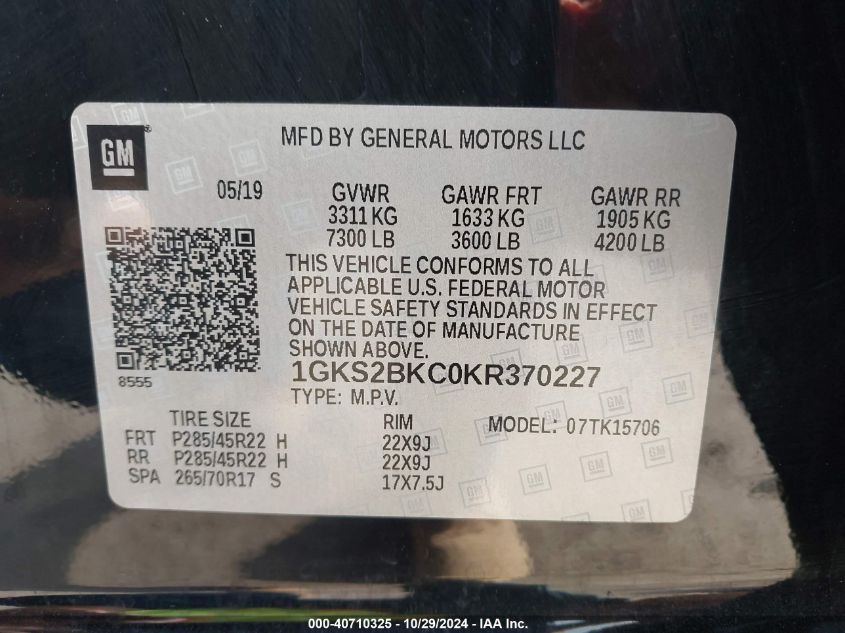 GM
MFD BY GENERAL MOTORS LLC
05/19 GVWR GAWR FRT GAWR RR
3311 KG 1633 KG 1905 KG
7300 LB 3600 LB 4200 LB
THIS VEHICLE CONFORMS TO ALL
APPLICABLE U.S. FEDERAL MOTOR
VEHICLE SAFETY STANDARDS IN EFFECT
ON THE DATE OF MANUFACTURE
SHOWN ABOVE.
8555
1GKS2BKC0KR370227
TYPE: M.P.V.
TIRE SIZE RIM MODEL: 07TK15706
FRT P285/45R22 H 22X9J
RR P285/45R22 H 22X9J
SPA 265/70R17 S 17X7.5J
000-40710325 - 10/29/2024 - IAA Inc.